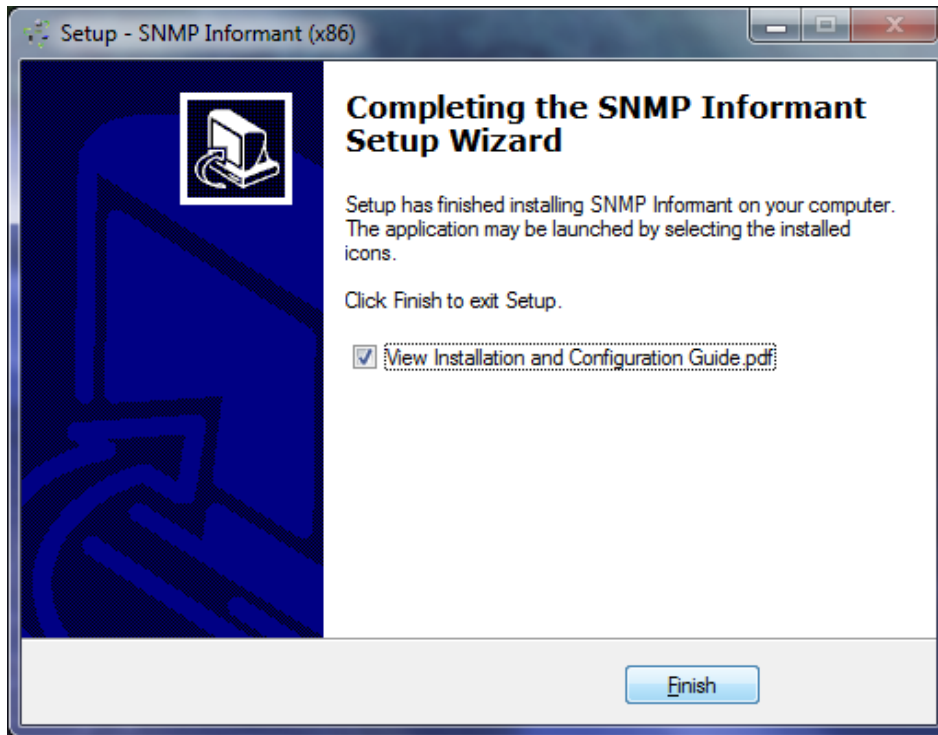 Setup - SNMP Informant (x86)
Completing the SNMP Informant
Setup Wizard
Setup has finished installing SNMP Informant on your computer.
The application may be launched by selecting the installed
icons.
Click Finish to exit Setup.
View Installation and Configuration Guide.pdf
Finish